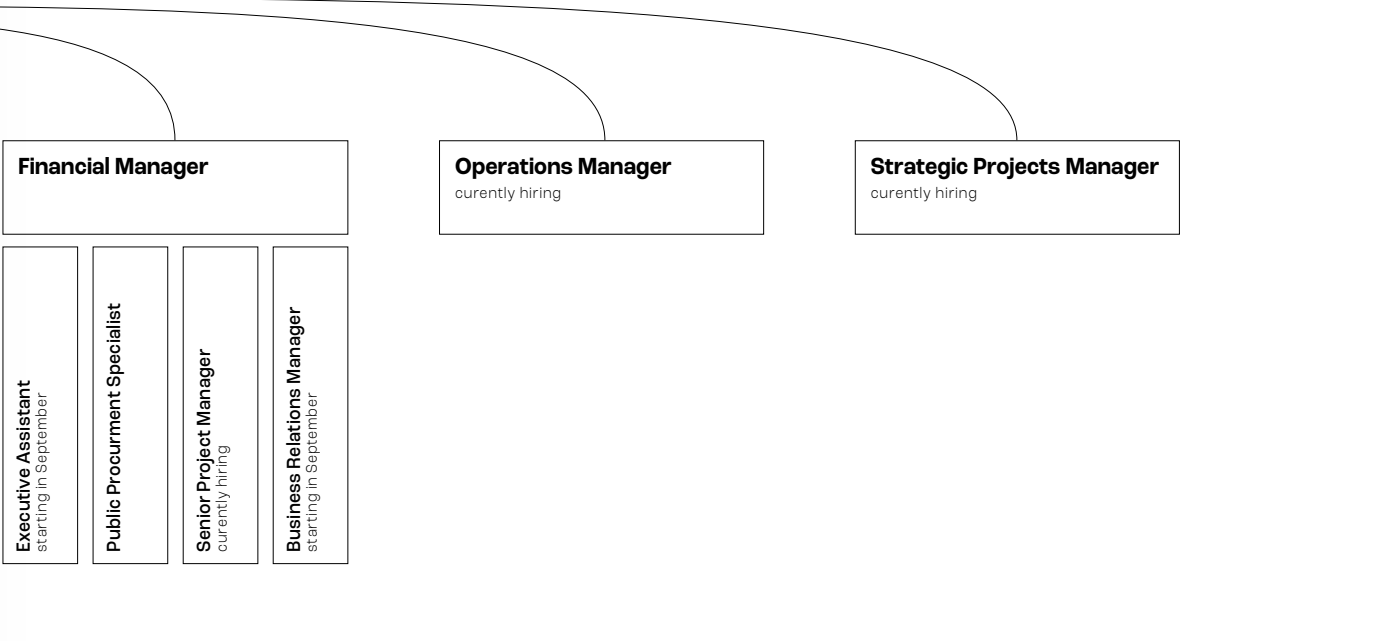 Financial Manager
Operations Manager
curently hiring
Strategic Projects Manager
curently hiring
Executive Assistant
starting in September
Public Procurment Specialist
Senior Project Manager
curently hiring
Business Relations Manager
starting in September